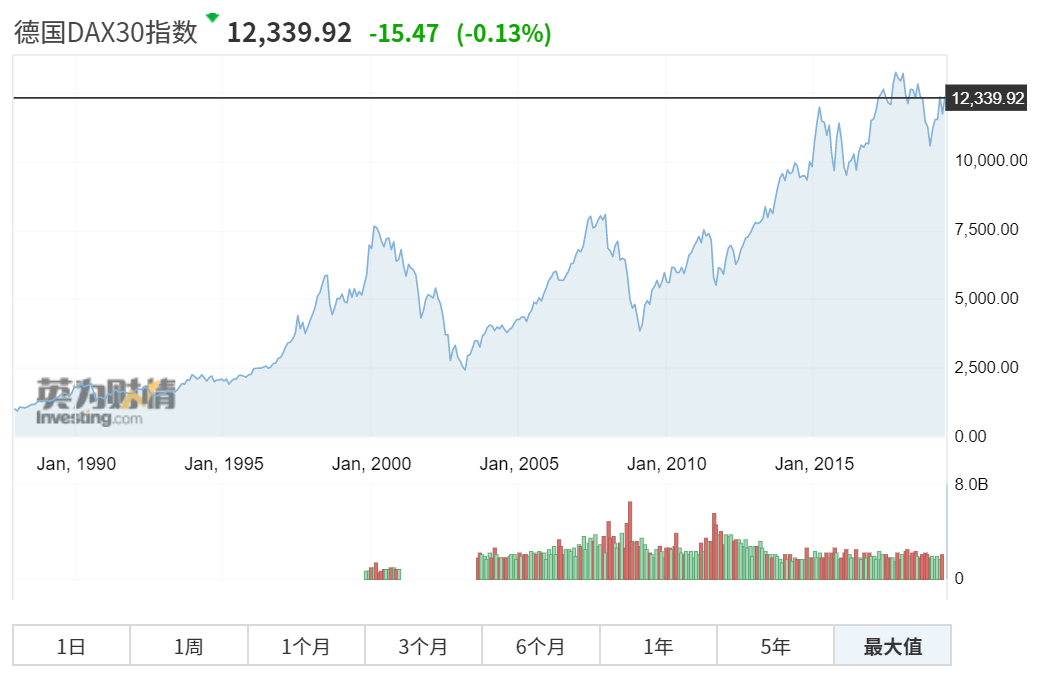 德国DAX30指数 12,339.92 -15.47 (-0.13%)
12,339.92
10,000.00
7,500.00
5,000.00
2,500.00
0.00
英为财情
Investing.com
Jan, 1990 Jan, 1995 Jan, 2000 Jan, 2005 Jan, 2010 Jan, 2015
8.0B
0
1日 1周 1个月 3个月 6个月 1年 5年 最大值